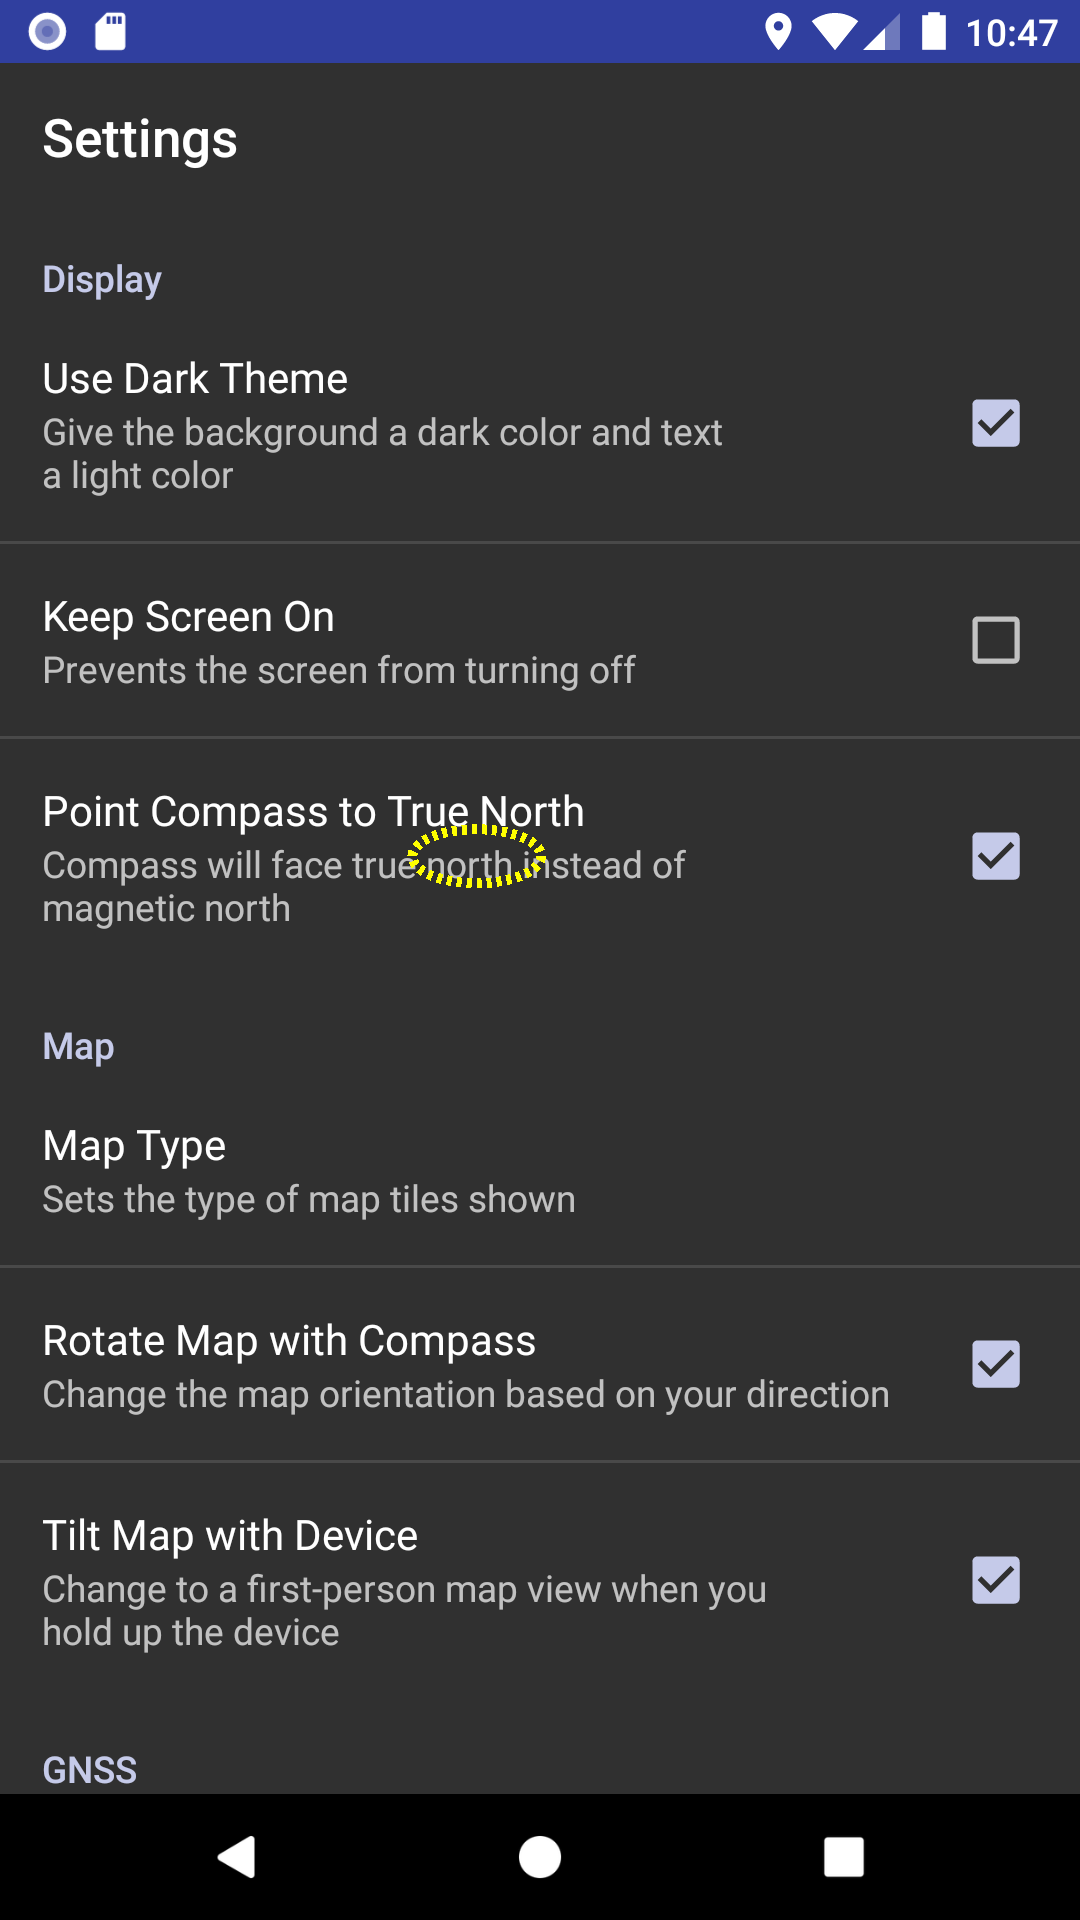 10:47
Settings
Display
Use Dark Theme
Give the background a dark color and text
a light color
Keep Screen On
Prevents the screen from turning off
Point Compass to True North
Compass will face true north instead of
magnetic north
Map
Map Type
Sets the type of map tiles shown
Rotate Map with Compass
Change the map orientation based on your direction
Tilt Map with Device
Change to a first-person map view when you
hold up the device
GNSS